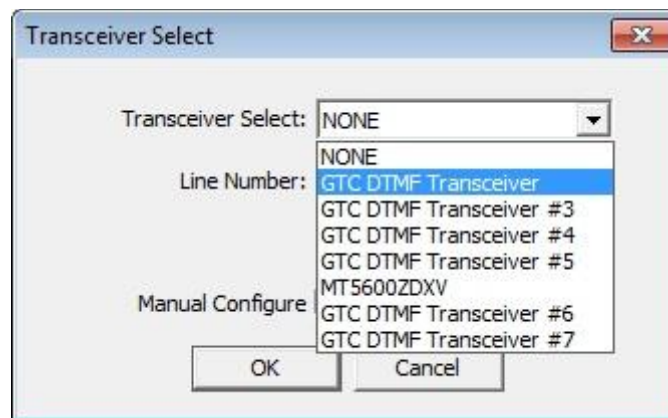 Transceiver Select
Transceiver Select: NONE
NONE
Line Number: GTC DTMF Transceiver
GTC DTMF Transceiver #3
GTC DTMF Transceiver #4
GTC DTMF Transceiver #5
MT5600ZDXV
Manual Configure GTC DTMF Transceiver #6
GTC DTMF Transceiver #7
OK Cancel